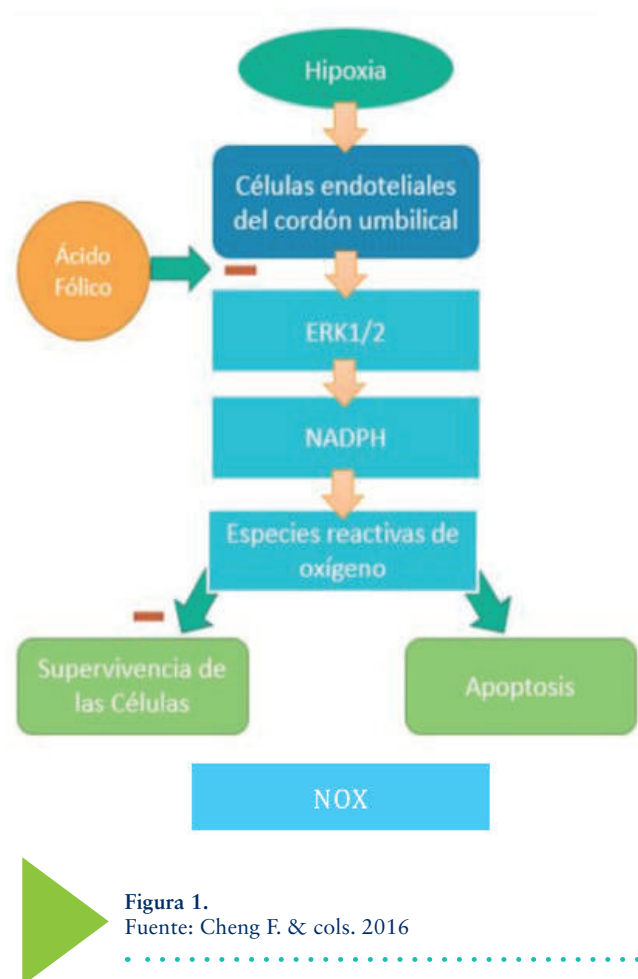 Hipoxia
Células endoteliales
del cordón umbilical
Ácido
Fólico
ERK1/2
NADPH
Especies reactivas de
oxígeno
Supervivencia de
las Células
Apoptosis
NOX
Figura 1.
Fuente: Cheng F. & cols. 2016